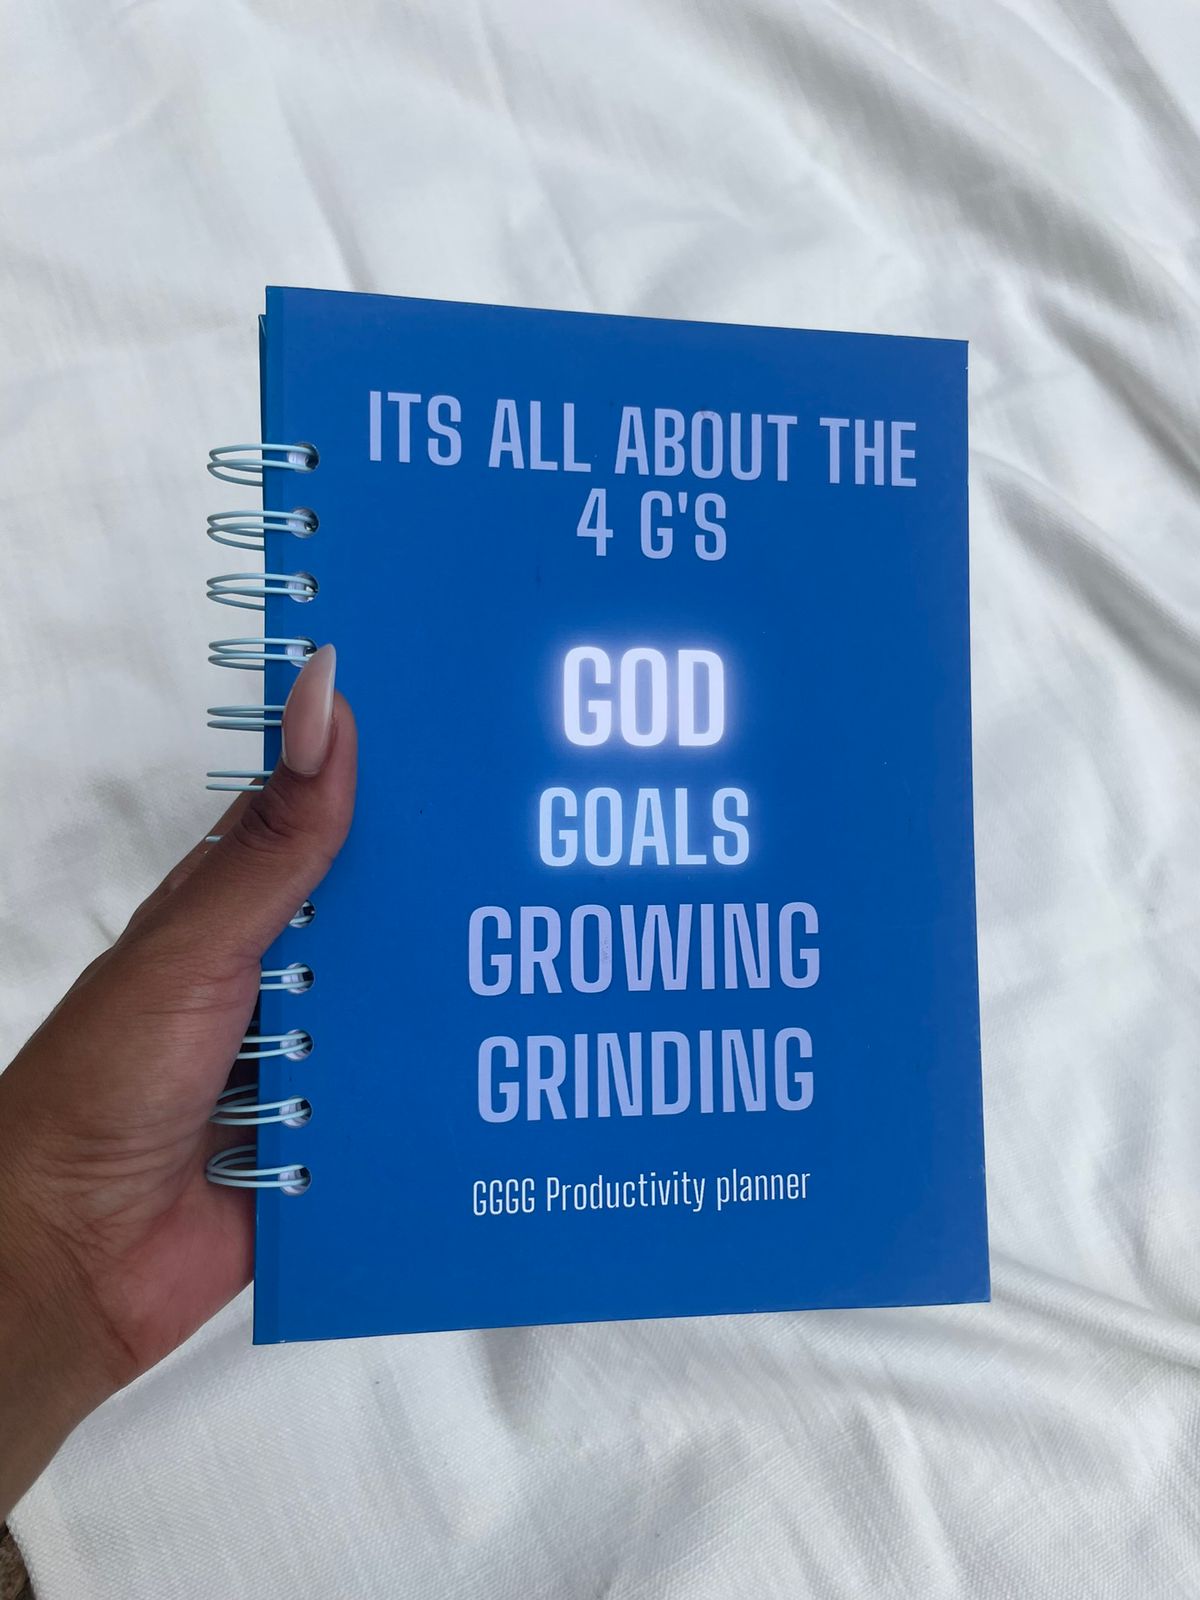 ITS ALL ABOUT THE
4 G'S
GOD
GOALS
GROWING
GRINDING
GGGG Productivity planner